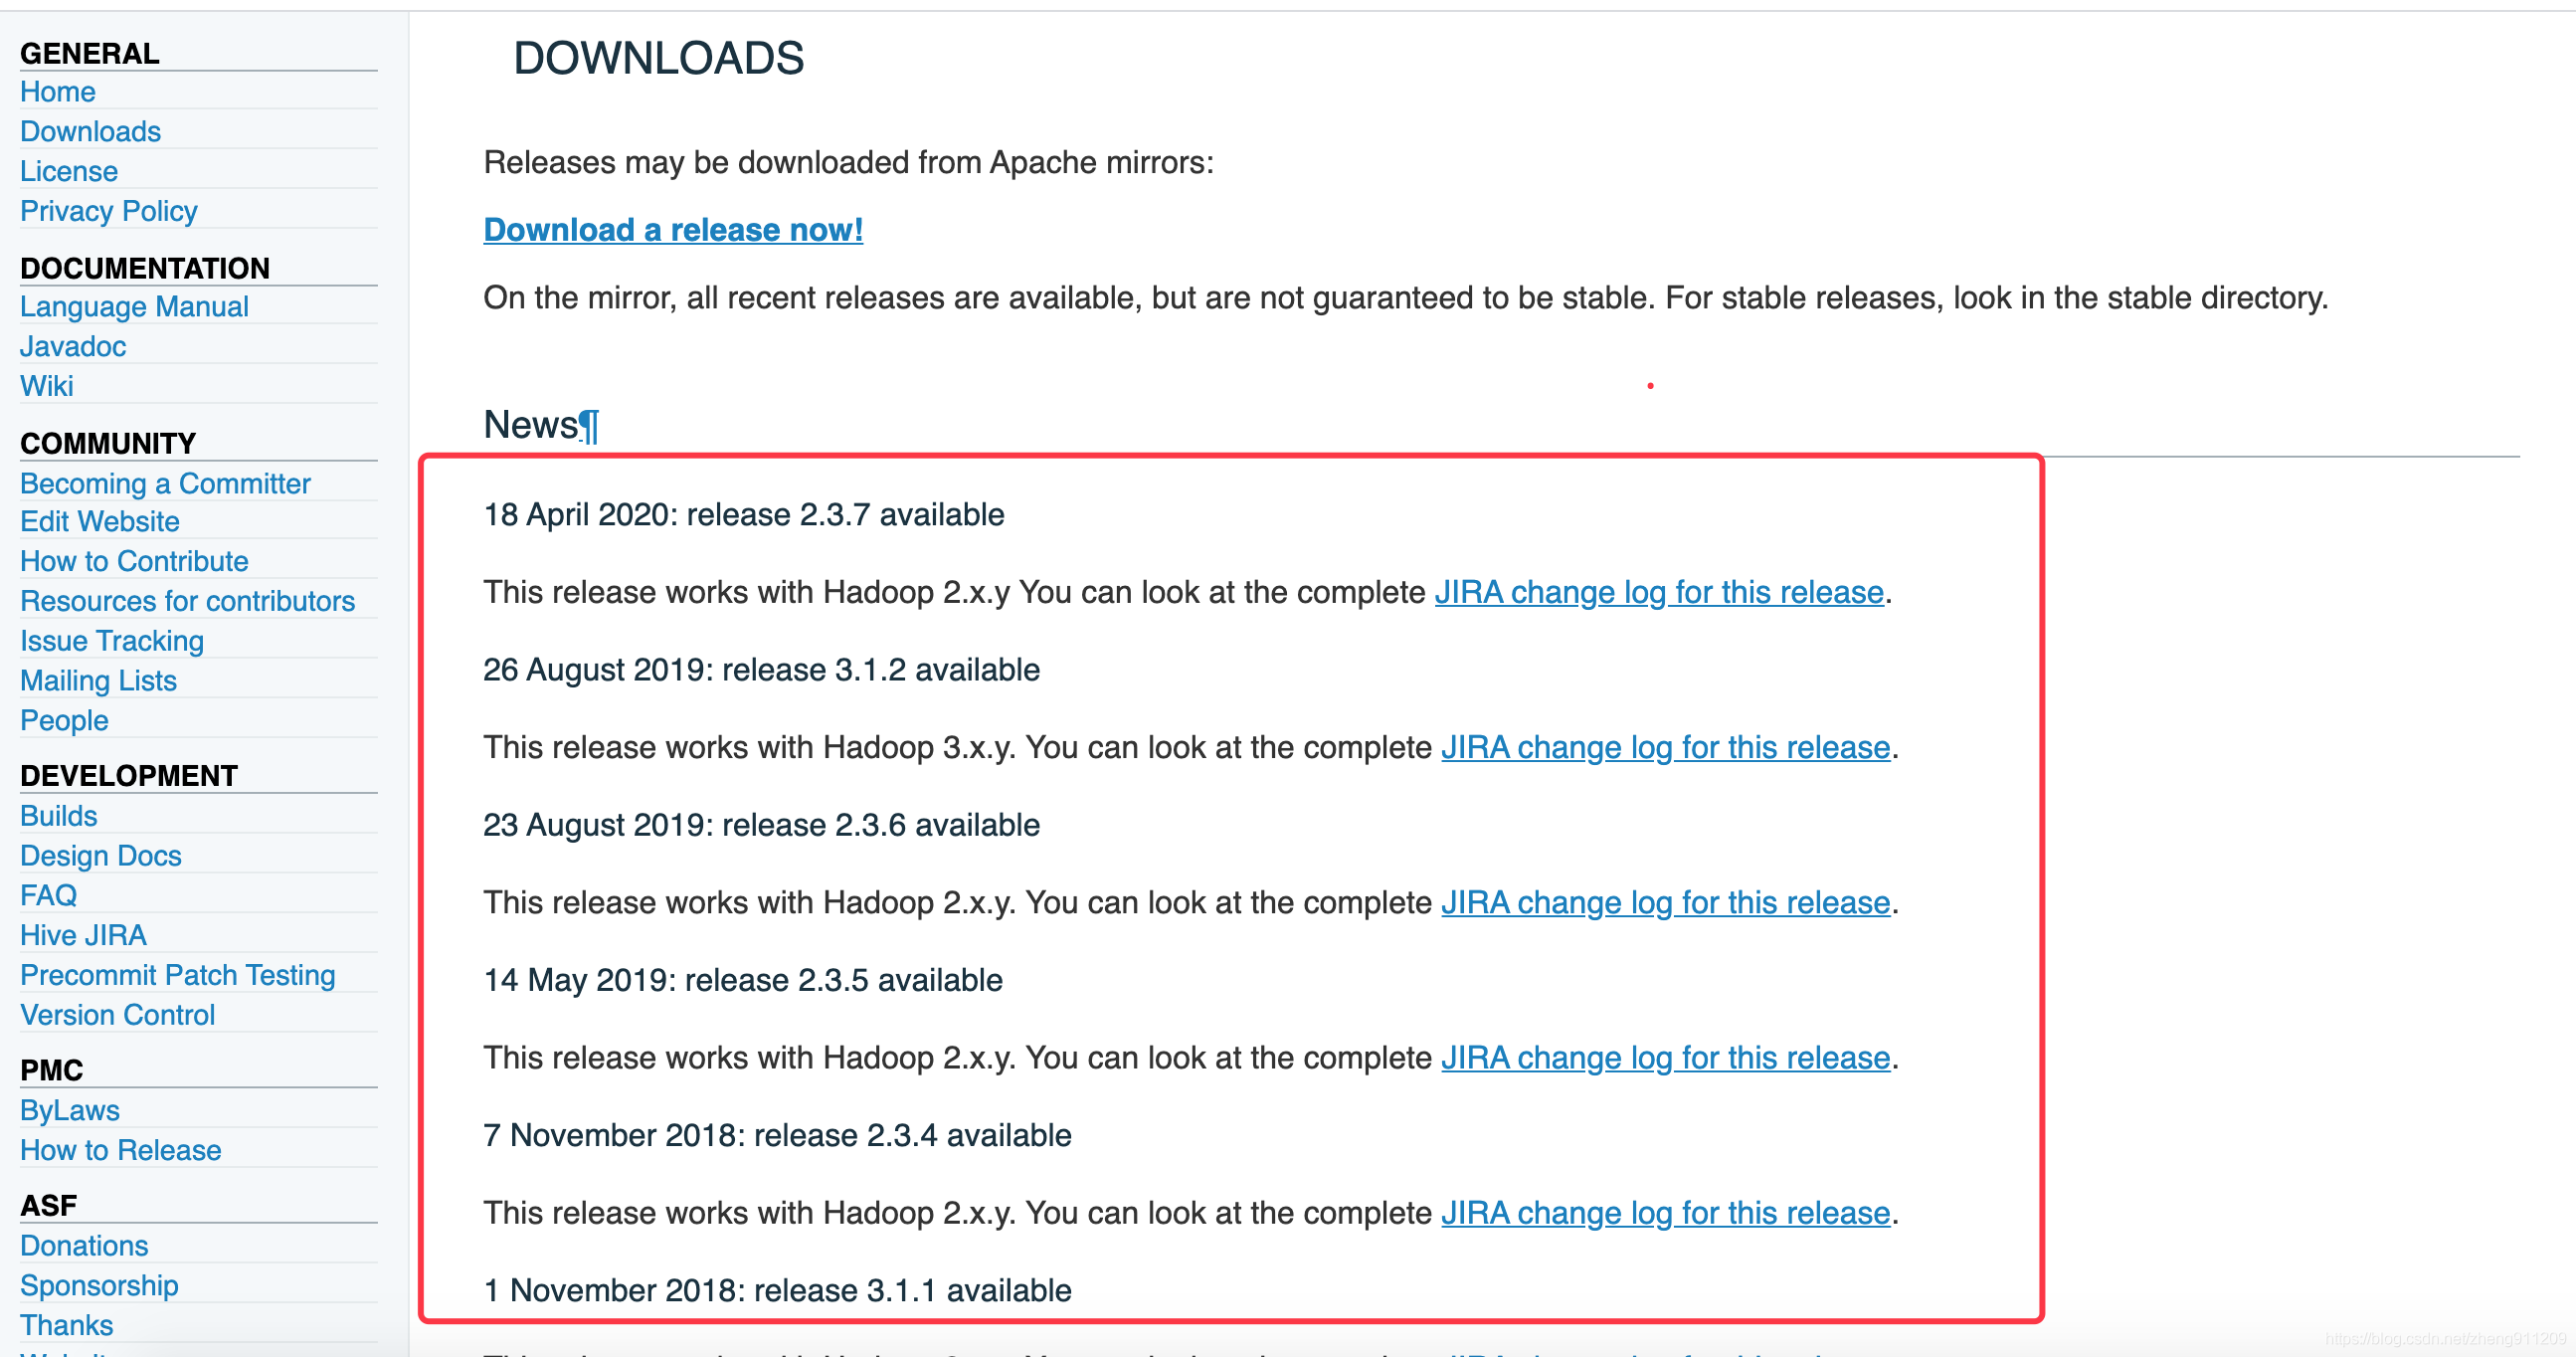 GENERAL
Home
Downloads
License
Privacy Policy
DOCUMENTATION
Language Manual
Javadoc
Wiki
COMMUNITY
Becoming a Committer
Edit Website
How to Contribute
Resources for contributors
Issue Tracking
Mailing Lists
People
DEVELOPMENT
Builds
Design Docs
FAQ
Hive JIRA
Precommit Patch Testing
Version Control
PMC
ByLaws
How to Release
ASF
Donations
Sponsorship
Thanks
DOWNLOADS
Releases may be downloaded from Apache mirrors:
Download a release now!
On the mirror, all recent releases are available, but are not guaranteed to be stable. For stable releases, look in the stable directory.
News¶
18 April 2020: release 2.3.7 available
This release works with Hadoop 2.x.y You can look at the complete JIRA change log for this release.
26 August 2019: release 3.1.2 available
This release works with Hadoop 3.x.y. You can look at the complete JIRA change log for this release.
23 August 2019: release 2.3.6 available
This release works with Hadoop 2.x.y. You can look at the complete JIRA change log for this release.
14 May 2019: release 2.3.5 available
This release works with Hadoop 2.x.y. You can look at the complete JIRA change log for this release.
7 November 2018: release 2.3.4 available
This release works with Hadoop 2.x.y. You can look at the complete JIRA change log for this release.
1 November 2018: release 3.1.1 available
https://blog.csdn.net/zheng911209